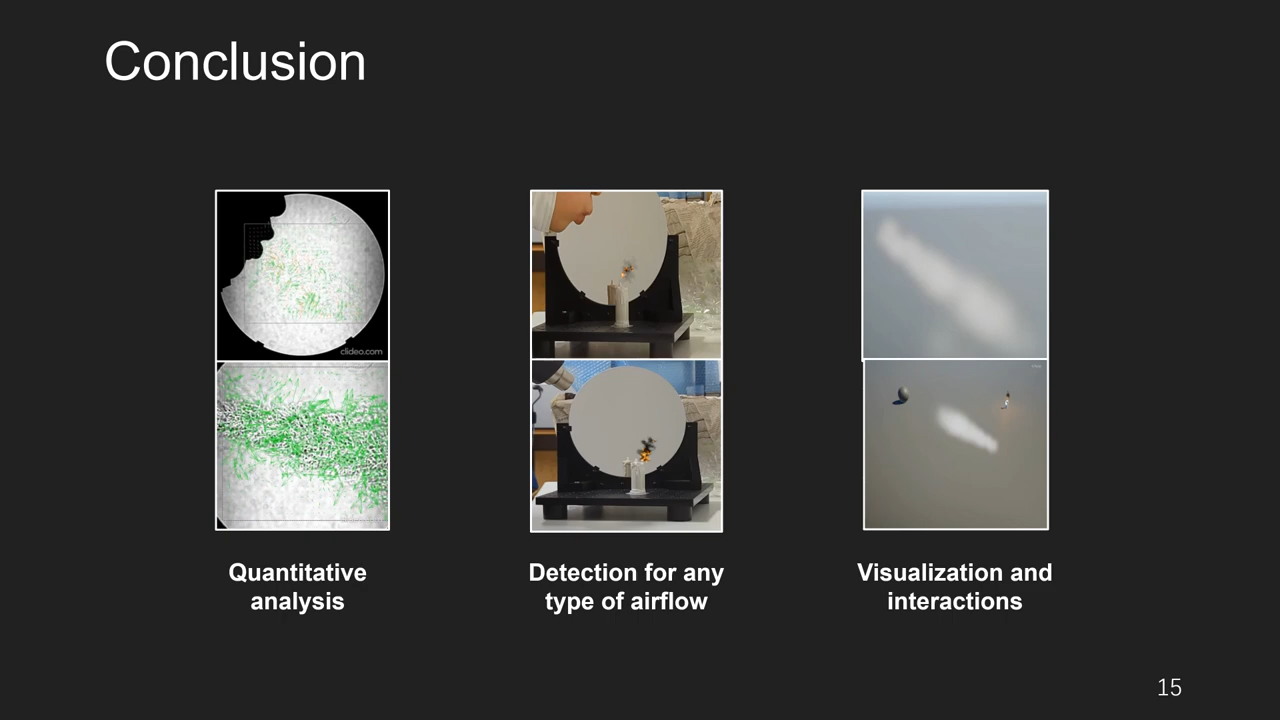 Conclusion
clideo.com
Quantitative
analysis
Detection for any
type of airflow
Visualization and
interactions
15